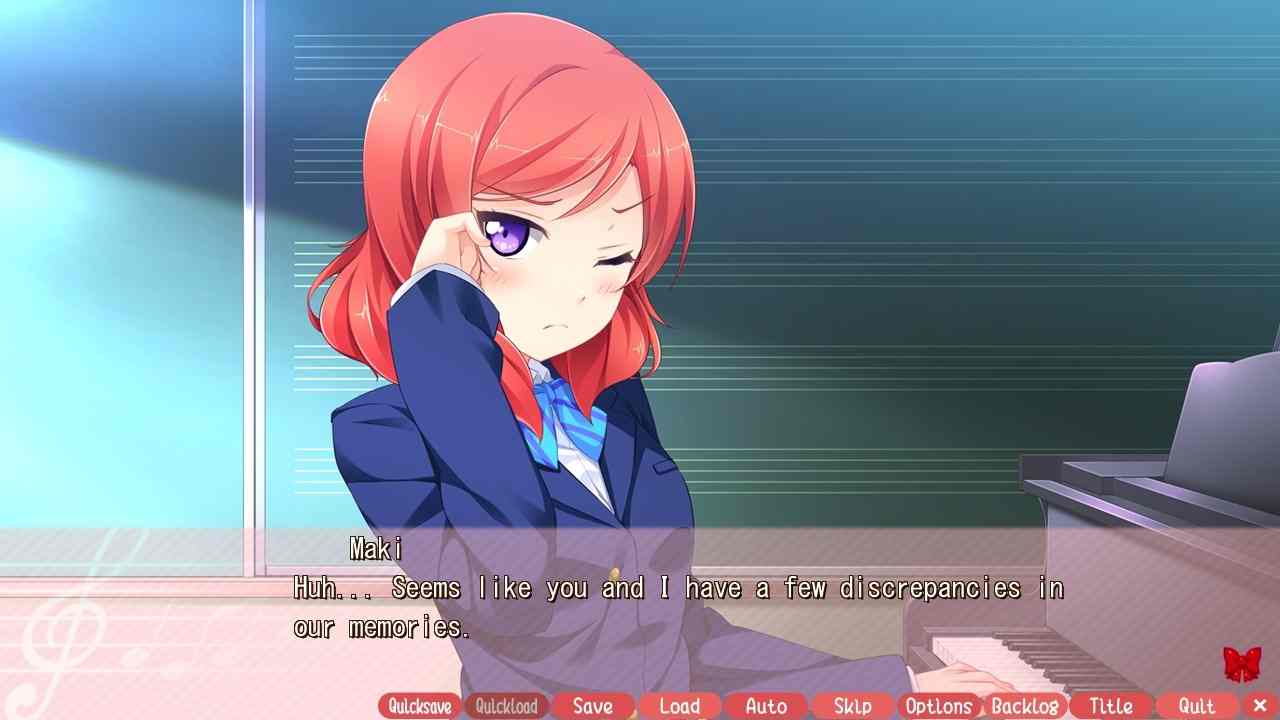 Maki
Huh... Seems like you and I have a few discrepancies in
our memories.
Quicksave Quickload Save Load Auto Skip Options Backlog Title Quit ×